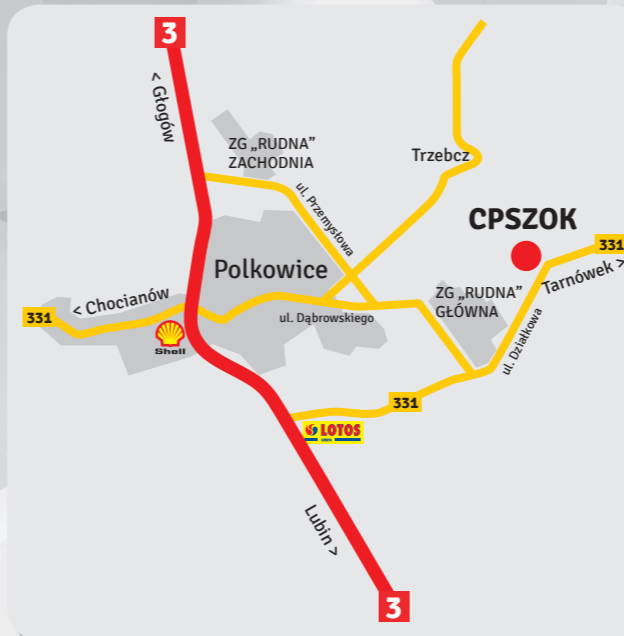 3
< Głogów
ZG „RUDNA”
ZACHODNIA
Trzebcz
ul. Przemysłowa
CPSZOK
331
Tarnówek >
Polkowice
< Chocianów
331
ZG „RUDNA”
GŁÓWNA
ul. Dąbrowskiego
Shell
ul. Działkowa
331
LOTOS
Lubin >
3